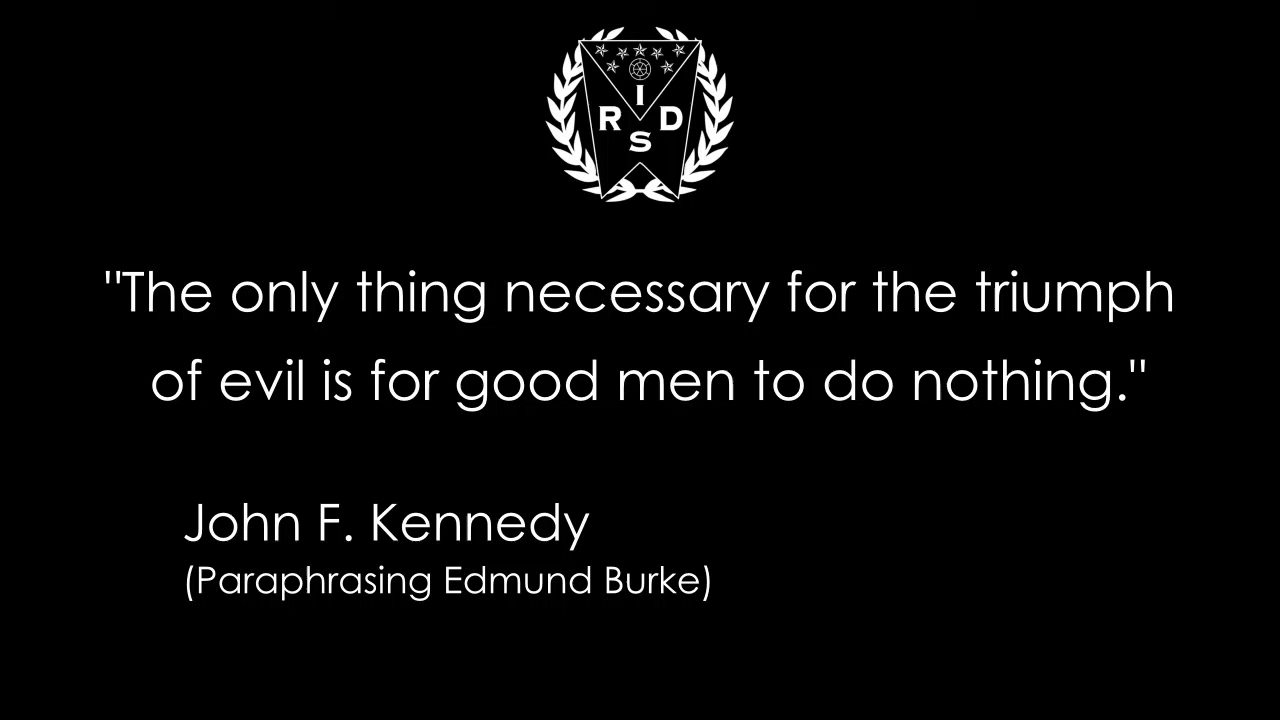 I
R D
S
"The only thing necessary for the triumph
of evil is for good men to do nothing."
John F. Kennedy
(Paraphrasing Edmund Burke)